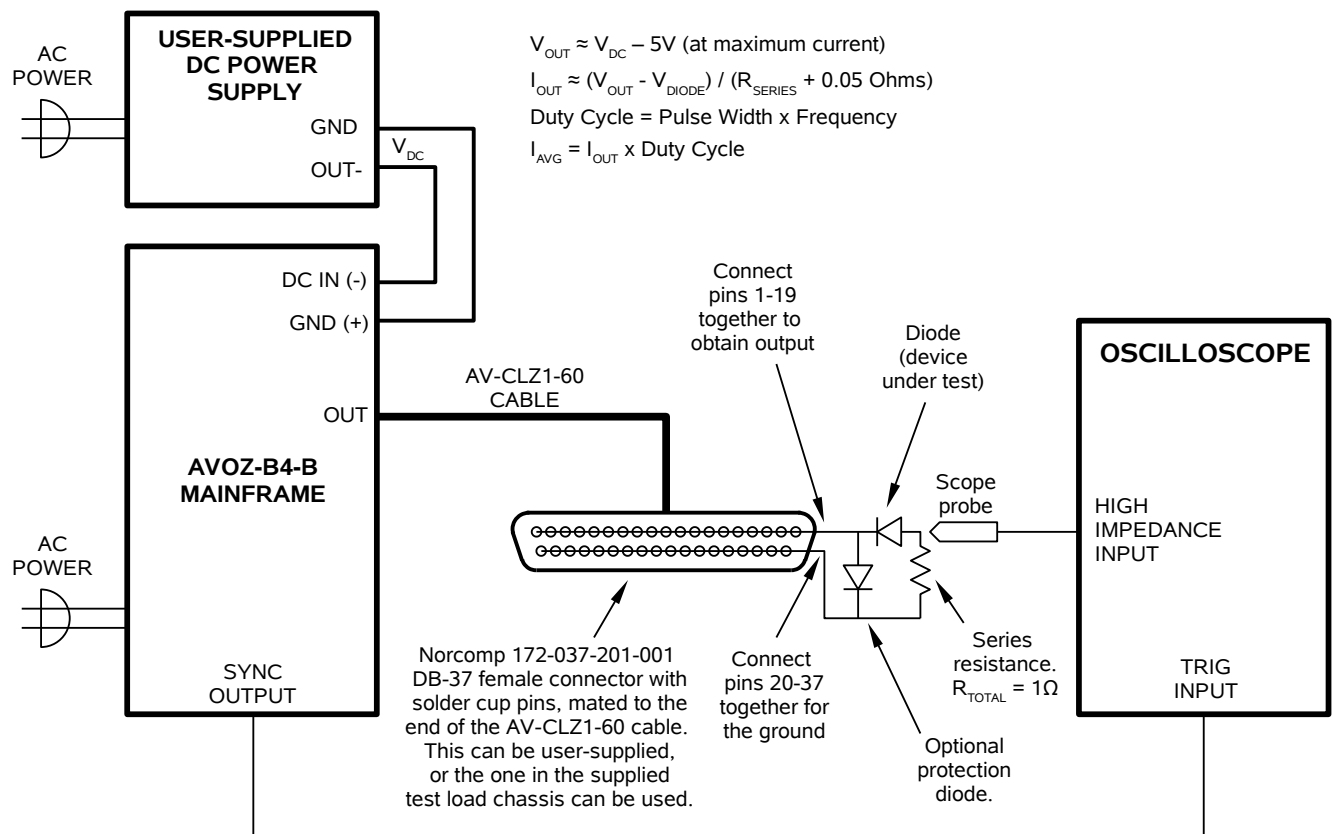 AC
POWER
USER-SUPPLIED
DC POWER
SUPPLY
GND
OUT-
V_DC
V_OUT ≈ V_DC – 5V (at maximum current)
I_OUT ≈ (V_OUT - V_DIODE) / (R_SERIES + 0.05 Ohms)
Duty Cycle = Pulse Width x Frequency
I_AVG = I_OUT x Duty Cycle
DC IN (-)
GND (+)
OUT
AVOZ-B4-B
MAINFRAME
AC
POWER
SYNC
OUTPUT
AV-CLZ1-60
CABLE
Connect
pins 1-19
together to
obtain output
Diode
(device
under test)
Scope
probe
OSCILLOSCOPE
HIGH
IMPEDANCE
INPUT
TRIG
INPUT
Norcomp 172-037-201-001
DB-37 female connector with
solder cup pins, mated to the
end of the AV-CLZ1-60 cable.
This can be user-supplied,
or the one in the supplied
test load chassis can be used.
Connect
pins 20-37
together for
the ground
Series
resistance.
R_TOTAL = 1Ω
Optional
protection
diode.